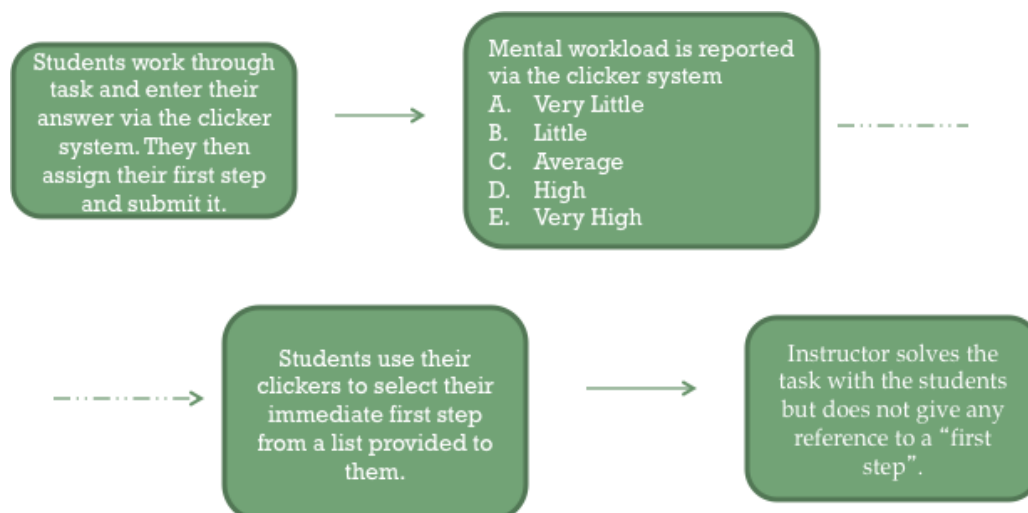 Students work through
task and enter their
answer via the clicker
system. They then
assign their first step
and submit it.
Mental workload is reported
via the clicker system
A. Very Little
B. Little
C. Average
D. High
E. Very High
Students use their
clickers to select their
immediate first step
from a list provided to
them.
Instructor solves the
task with the students
but does not give any
reference to a “first
step”.